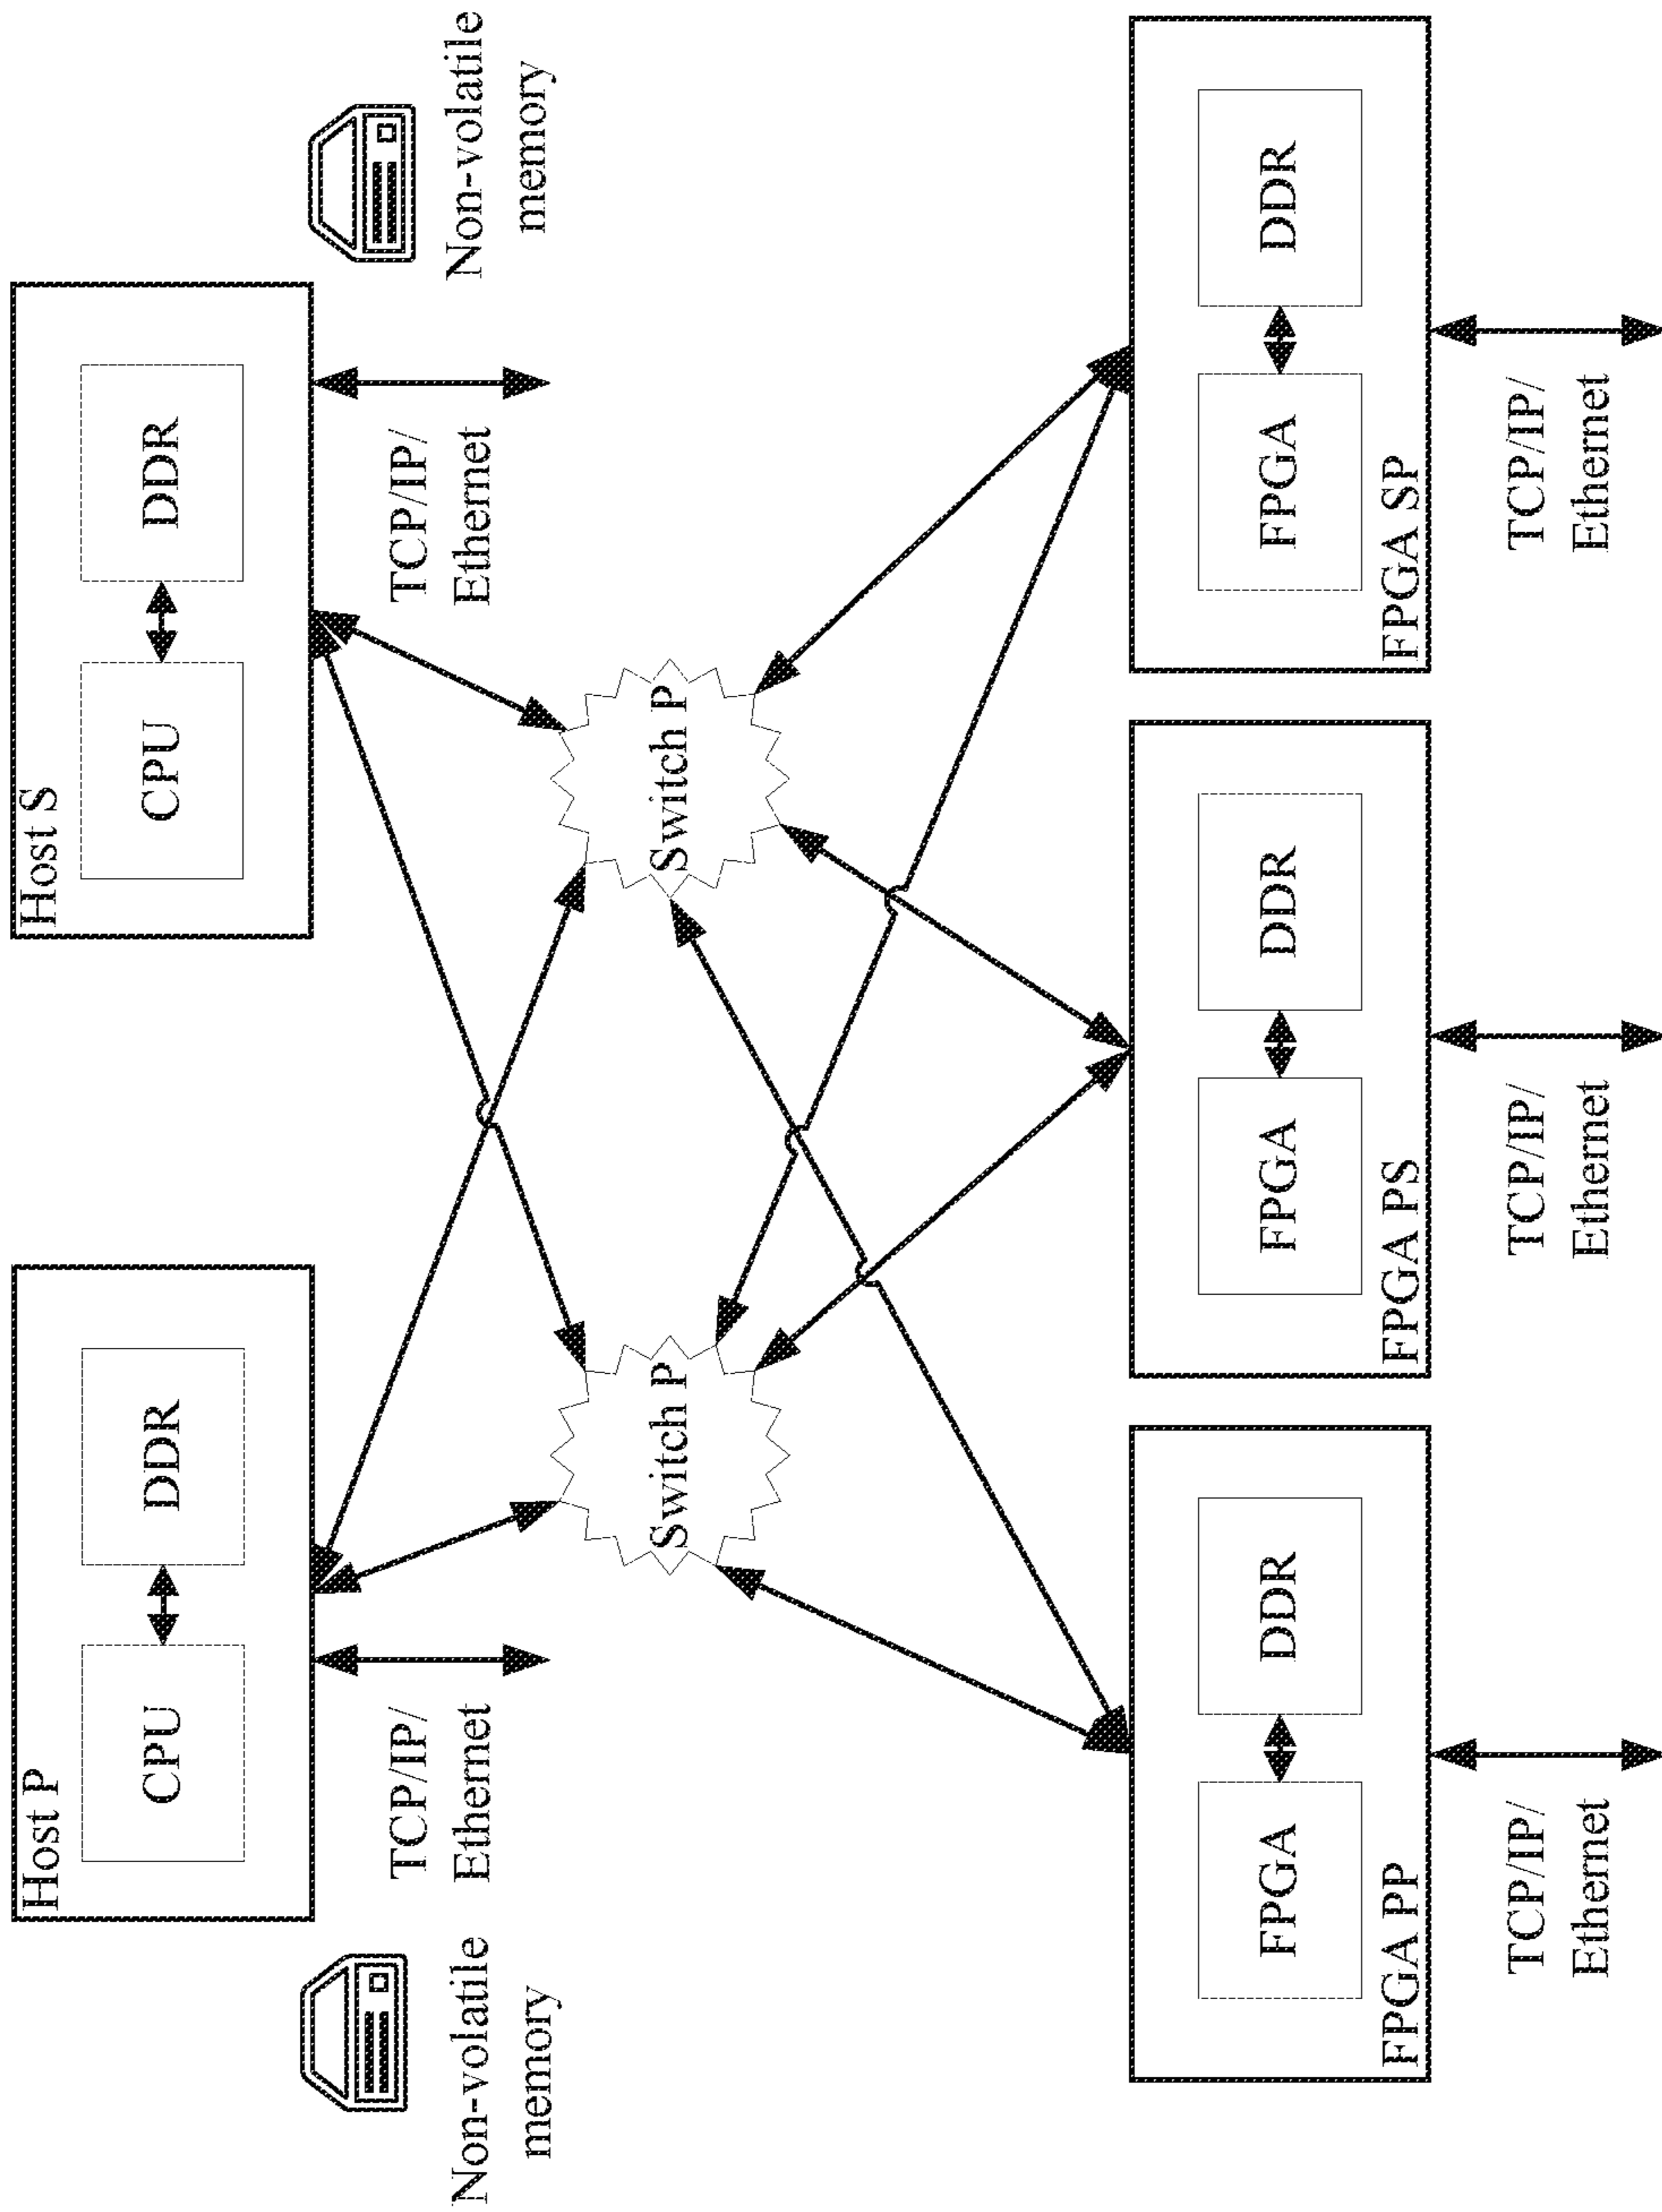 Host P
CPU
DDR
Host S
CPU
DDR
Non-volatile
memory
TCP/IP/
Ethernet
TCP/IP/
Ethernet
Non-volatile
memory
Switch P
Switch P
FPGA
DDR
FPGA PP
FPGA
DDR
FPGA PS
FPGA
DDR
FPGA SP
TCP/IP/
Ethernet
TCP/IP/
Ethernet
TCP/IP/
Ethernet